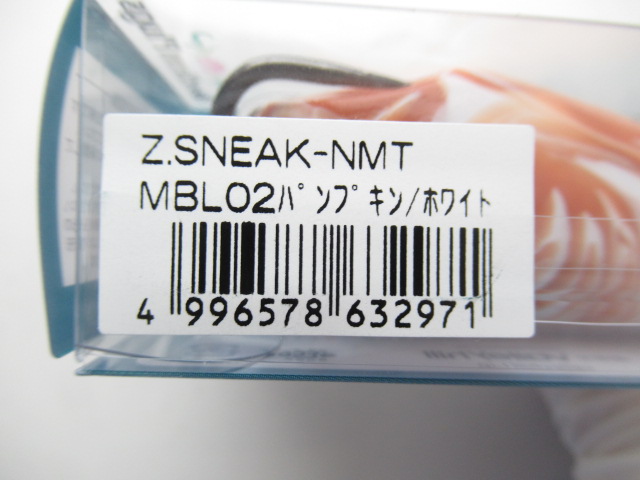 Z.SNEAK-NMT
MBL02ﾊﾟﾝﾌﾟｷﾝ/ﾎﾜｲﾄ
4 996578 632971